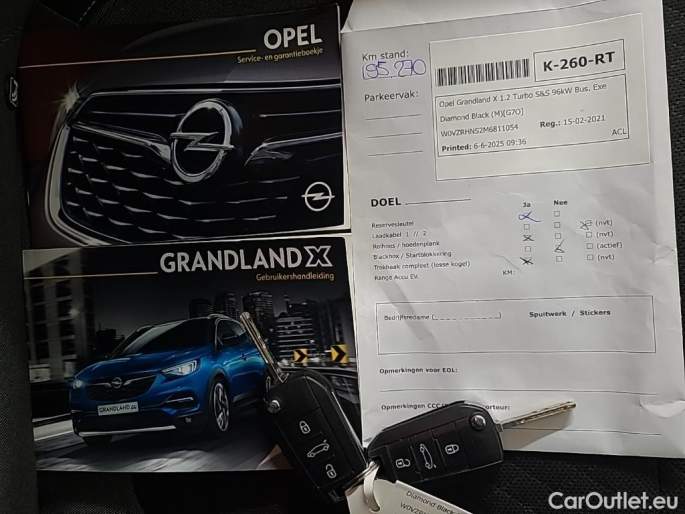 OPEL
Service- en garantieboekje
GRANDLAND X
Gebruikershandleiding
GRANDLAND
Km stand:
195.270
Parkeervak:
K-260-RT
Opel Grandland X 1.2 Turbo S&S 96kW Bus. Exe
Diamond Black (M)[G7O]
W0VZRHNS2M6811054
Reg.: 15-02-2021
Printed: 6-6-2025 09:36
ACL
DOEL
Ja Nee
Reservesleutel
Laadkabel 1 // 2 (nvt)
Rolhoes / hoedenplank (nvt)
Blackbox / Startblokkering (actief)
Trekhaak compleet (losse kogel) (nvt)
Range Accu EV. KM:
Bedrijfsreclame (_ _ _ _ _ _ _ _ _ _) Spuitwerk / Stickers
Opmerkingen voor EOL:
Opmerkingen CCC
orteur:
Diamond Black (M)
CarOutlet.eu